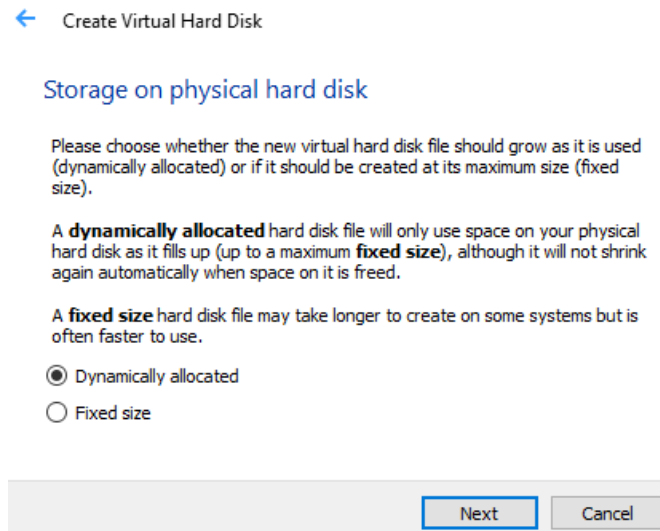 Create Virtual Hard Disk
Storage on physical hard disk
Please choose whether the new virtual hard disk file should grow as it is used
(dynamically allocated) or if it should be created at its maximum size (fixed
size).
A dynamically allocated hard disk file will only use space on your physical
hard disk as it fills up (up to a maximum fixed size), although it will not shrink
again automatically when space on it is freed.
A fixed size hard disk file may take longer to create on some systems but is
often faster to use.
Dynamically allocated
Fixed size
Next
Cancel